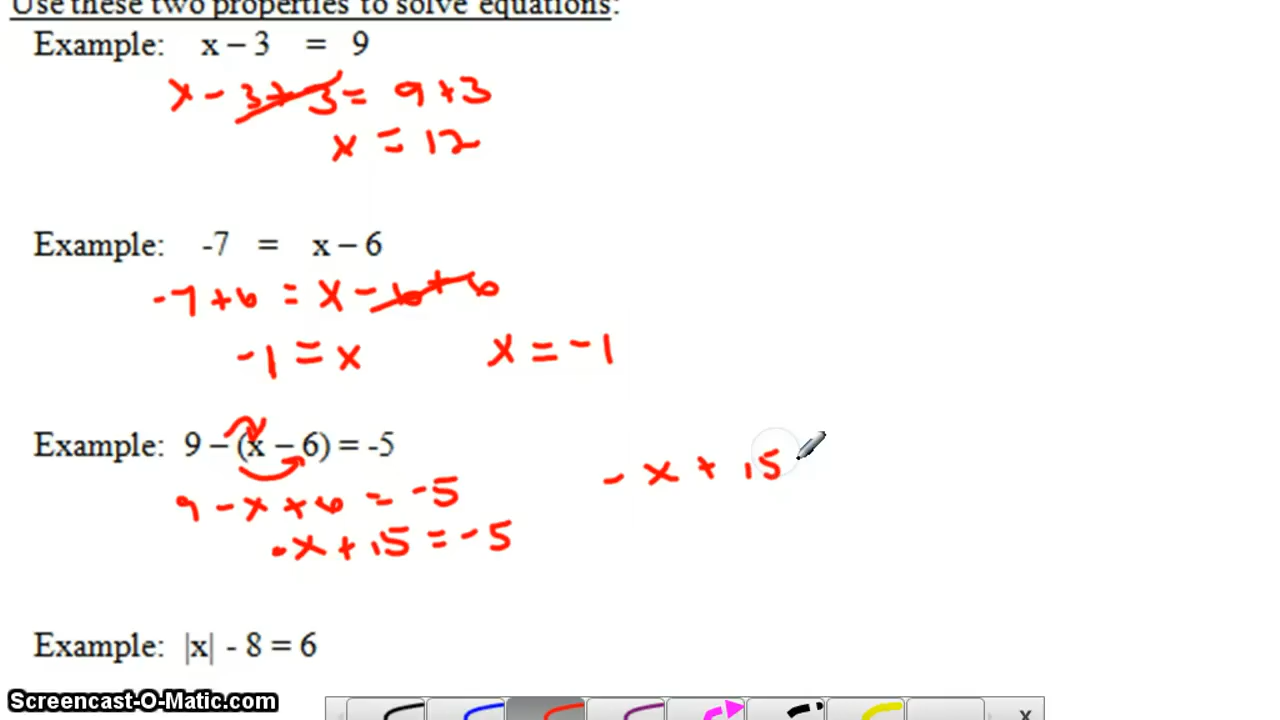 Use these two properties to solve equations:
Example: x – 3 = 9
x - 3 + 3 = 9 + 3
x = 12
Example: -7 = x – 6
-7 + 6 = x - 6 + 6
-1 = x x = -1
Example: 9 – (x – 6) = -5
- x + 15
9 - x + 6 = -5
-x + 15 = -5
Example: |x| - 8 = 6
Screencast-O-Matic.com
x